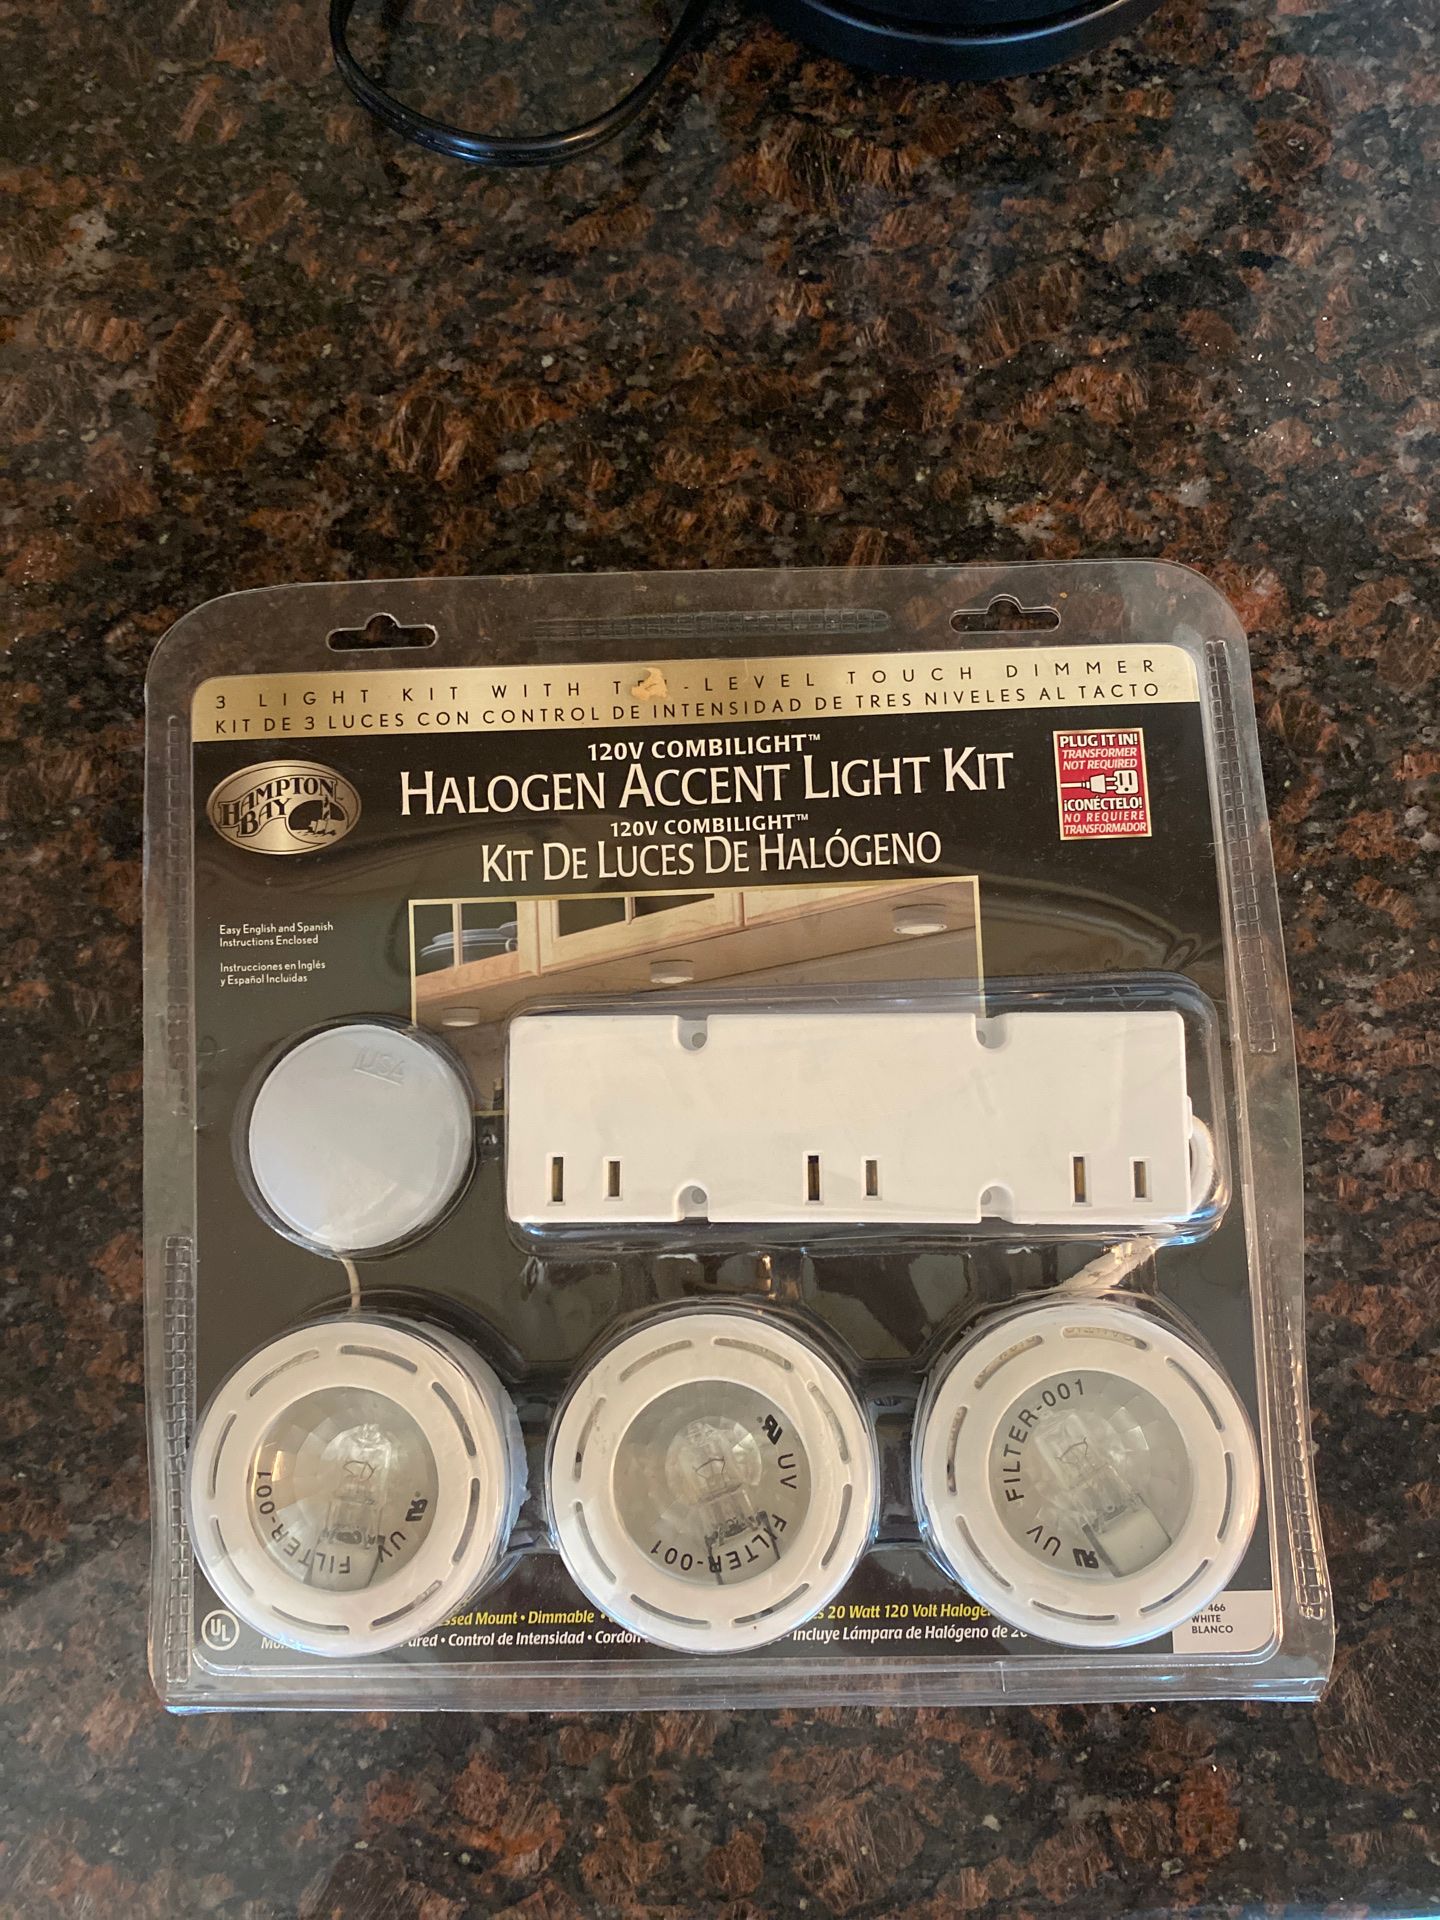 3 LIGHT KIT WITH -LEVEL TOUCH DIMMER
KIT DE 3 LUCES CON CONTROL DE INTENSIDAD DE TRES NIVELES AL TACTO
120V COMBILIGHT™
HALOGEN ACCENT LIGHT KIT
120V COMBILIGHT™
KIT DE LUCES DE HALÓGENO
HAMPTON
BAY
PLUG IT IN!
TRANSFORMER
NOT REQUIRED
¡CONÉCTELO!
NO REQUIERE
TRANSFORMADOR
Easy English and Spanish
Instructions Enclosed
Instrucciones en Inglés
y Español Incluidas
USA
FILTER-001
UV
UV FILTER-001
UV FILTER-001
UL
Mount • Dimmable • 20 Watt 120 Volt
• Control de Intensidad • Incluye Lámpara de Halógeno de
466
WHITE
BLANCO